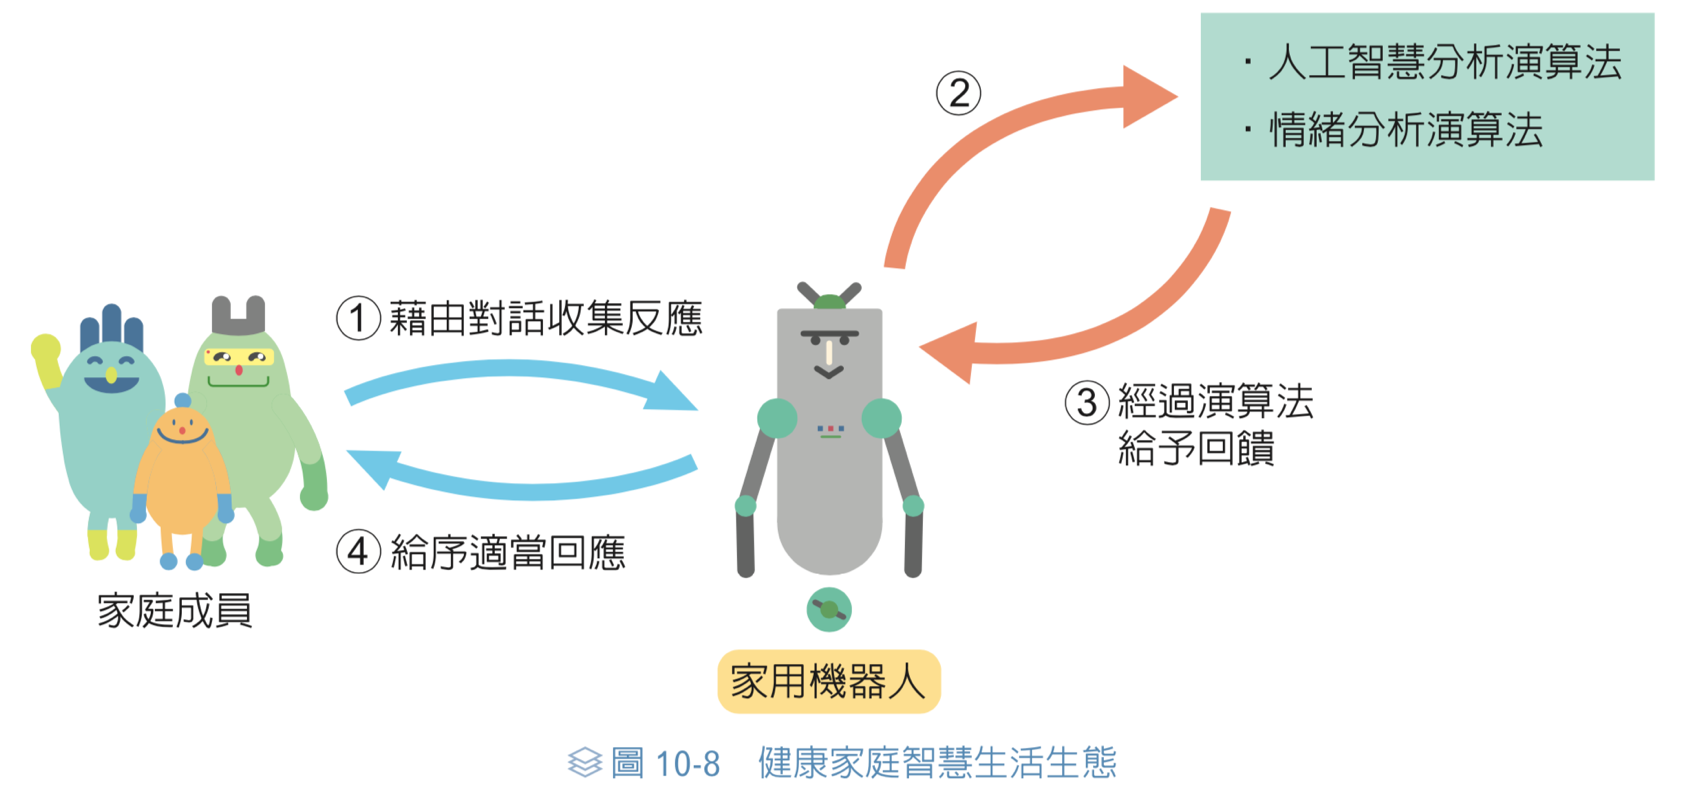 ②
・人工智慧分析演算法
・情緒分析演算法
①藉由對話收集反應
③經過演算法
給予回饋
④給序適當回應
家庭成員
家用機器人
圖 10-8 健康家庭智慧生活生態